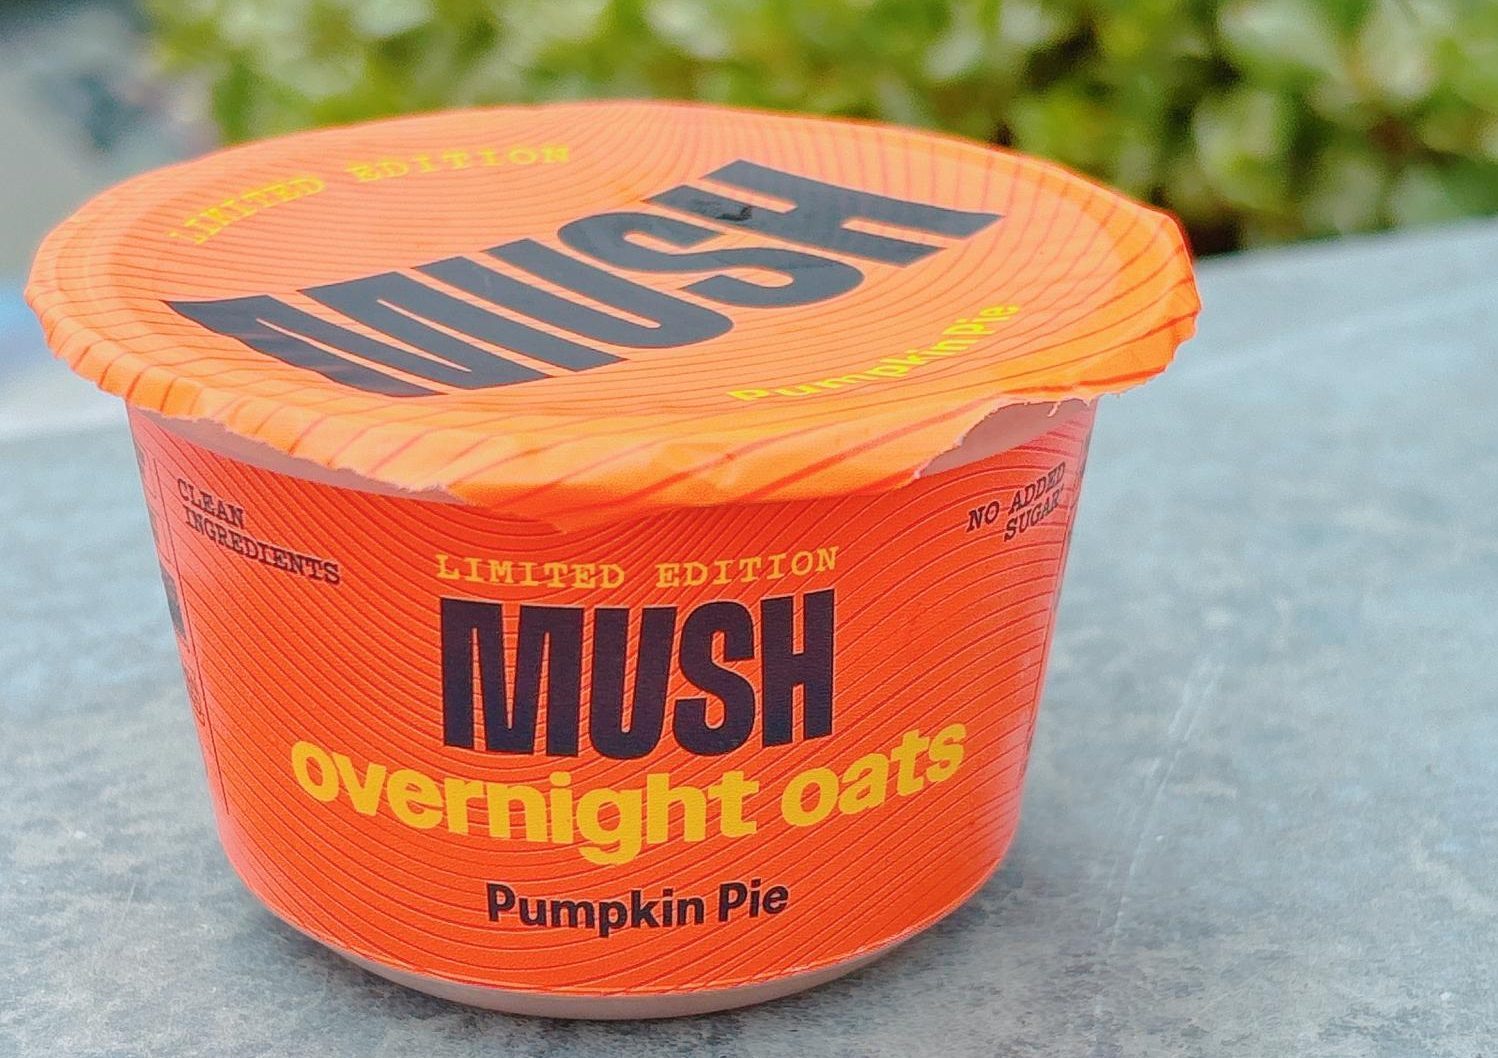 LIMITED EDITION
MUSH
Pumpkin Pie
CLEAN
INGREDIENTS
NO ADDED
SUGAR
LIMITED EDITION
MUSH
overnight oats
Pumpkin Pie